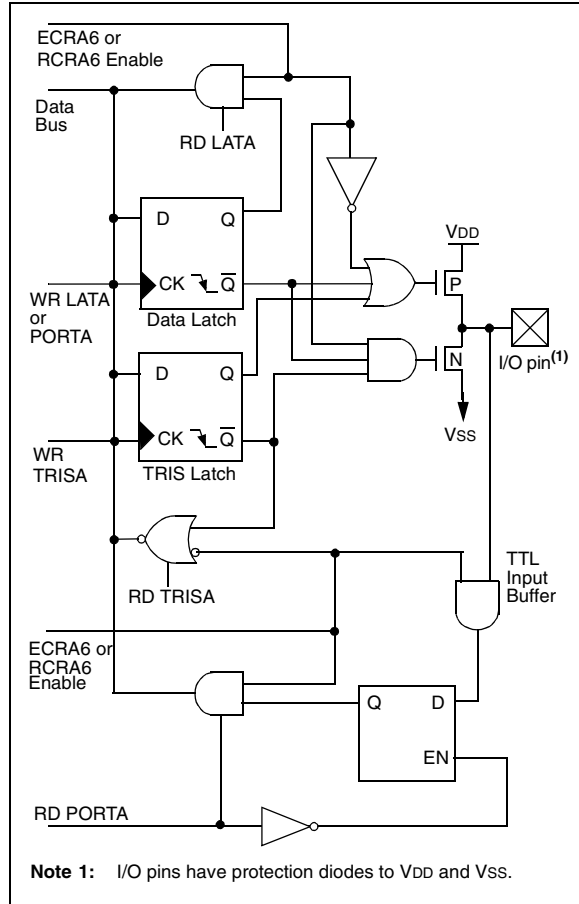 ECRA6 or
RCRA6 Enable
Data
Bus
RD LATA
D Q
VDD
P
WR LATA
or
PORTA
CK Q
Data Latch
I/O pin(1)
N
D Q
VSS
WR
TRISA
CK Q
TRIS Latch
TTL
Input
Buffer
RD TRISA
ECRA6 or
RCRA6
Enable
Q D
EN
RD PORTA
Note 1: I/O pins have protection diodes to VDD and VSS.